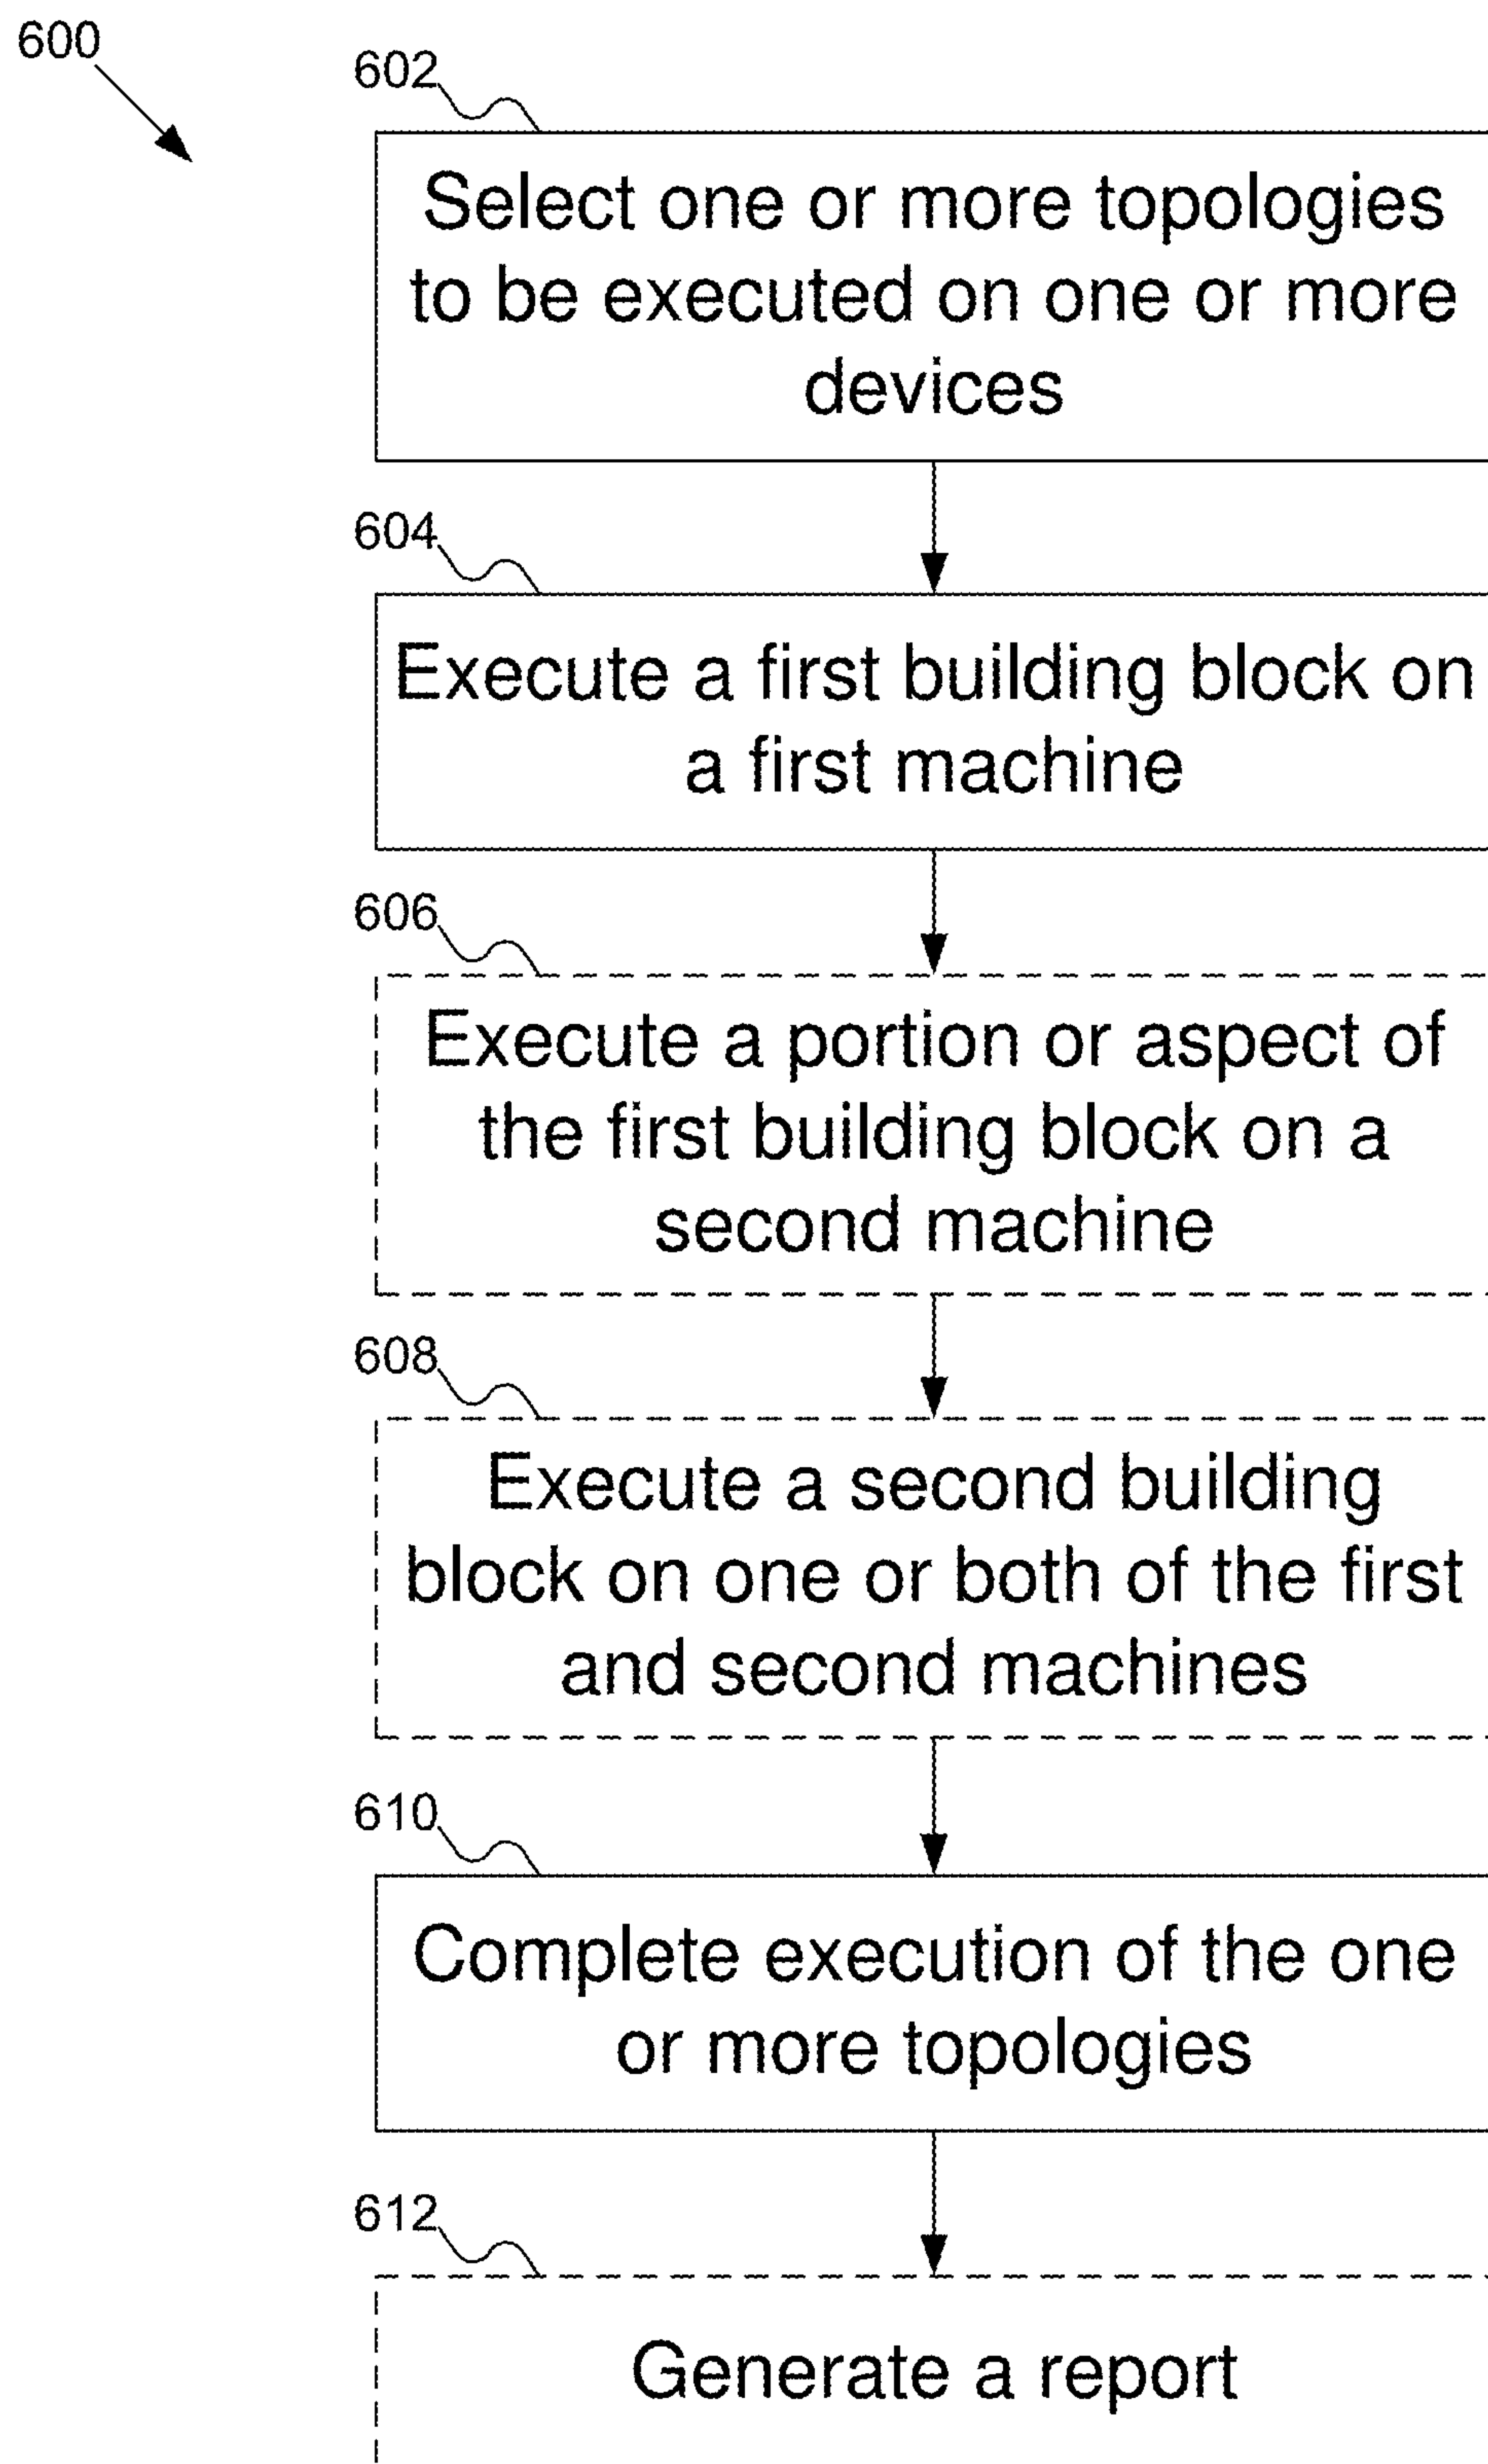 600
602
Select one or more topologies
to be executed on one or more
devices
604
Execute a first building block on
a first machine
606
Execute a portion or aspect of
the first building block on a
second machine
608
Execute a second building
block on one or both of the first
and second machines
610
Complete execution of the one
or more topologies
612
Generate a report